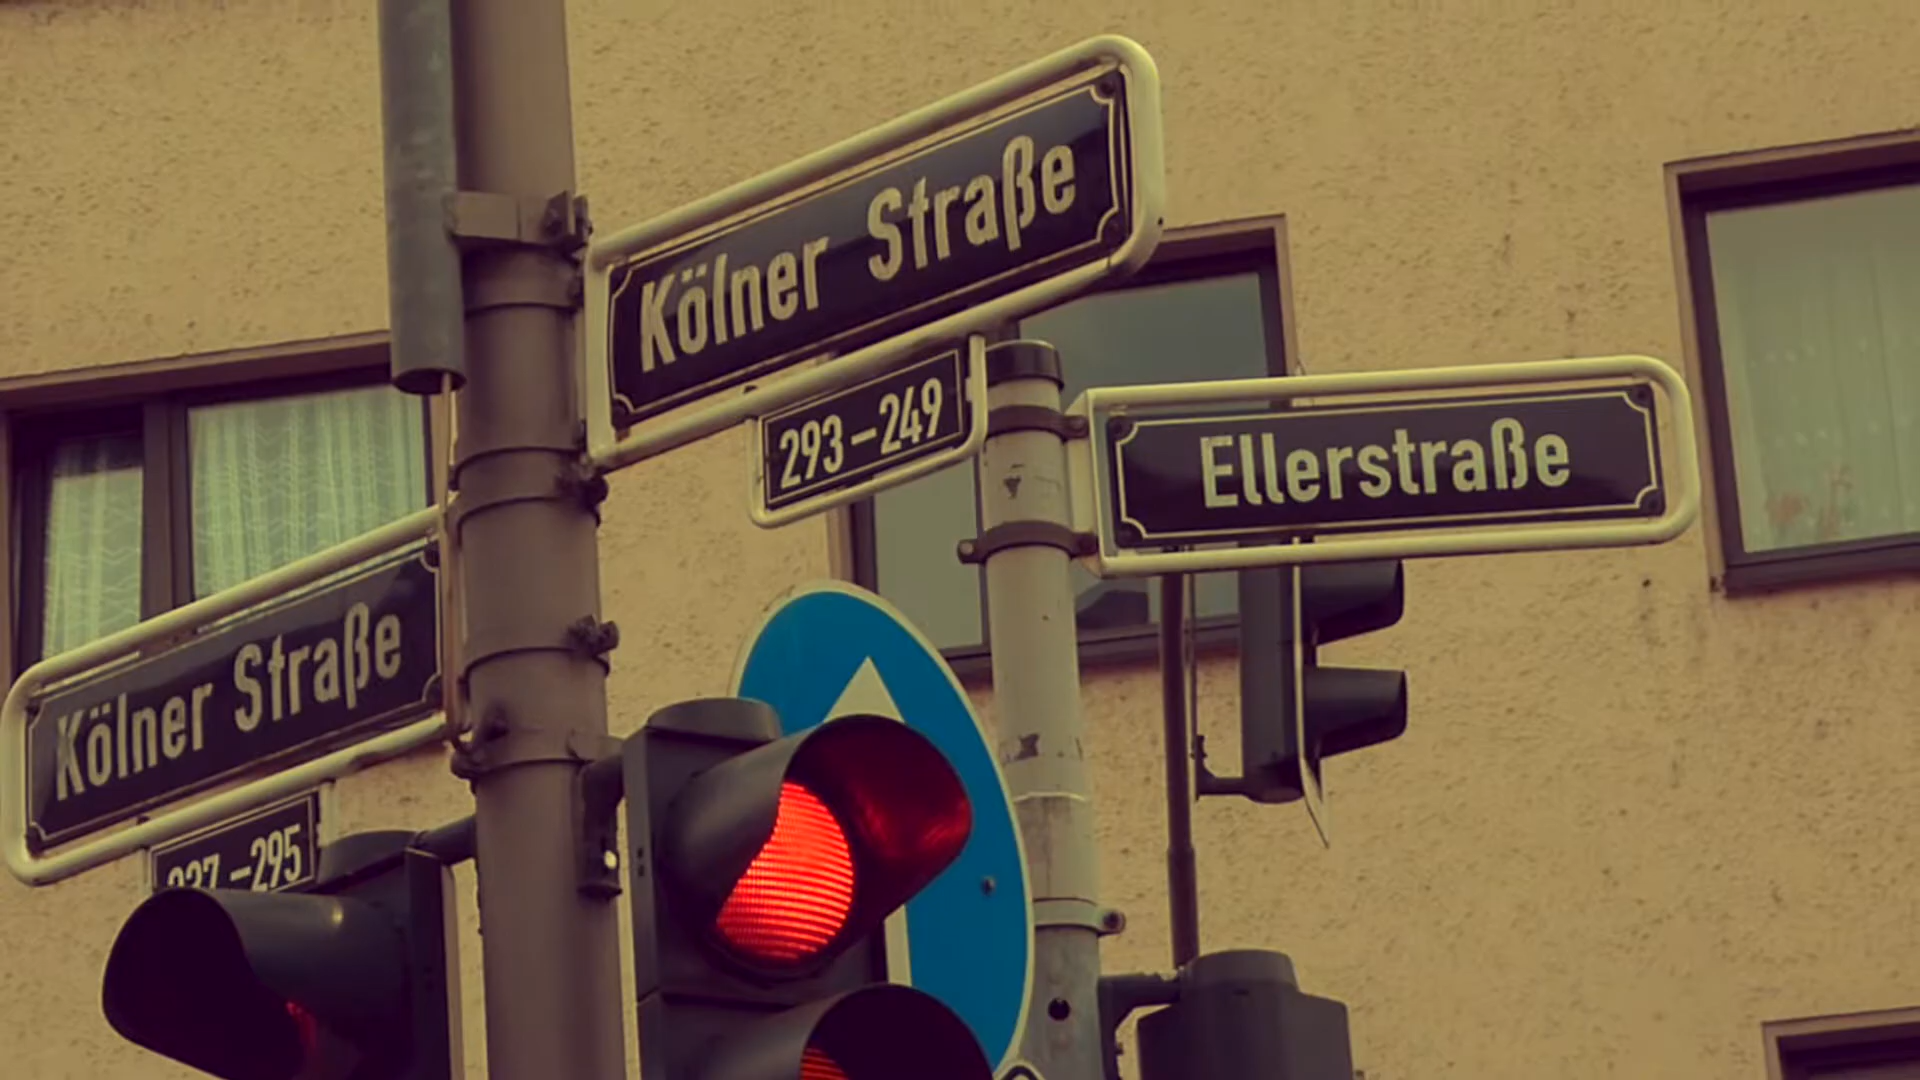 Kölner Straße
293–249
Ellerstraße
Kölner Straße
–295